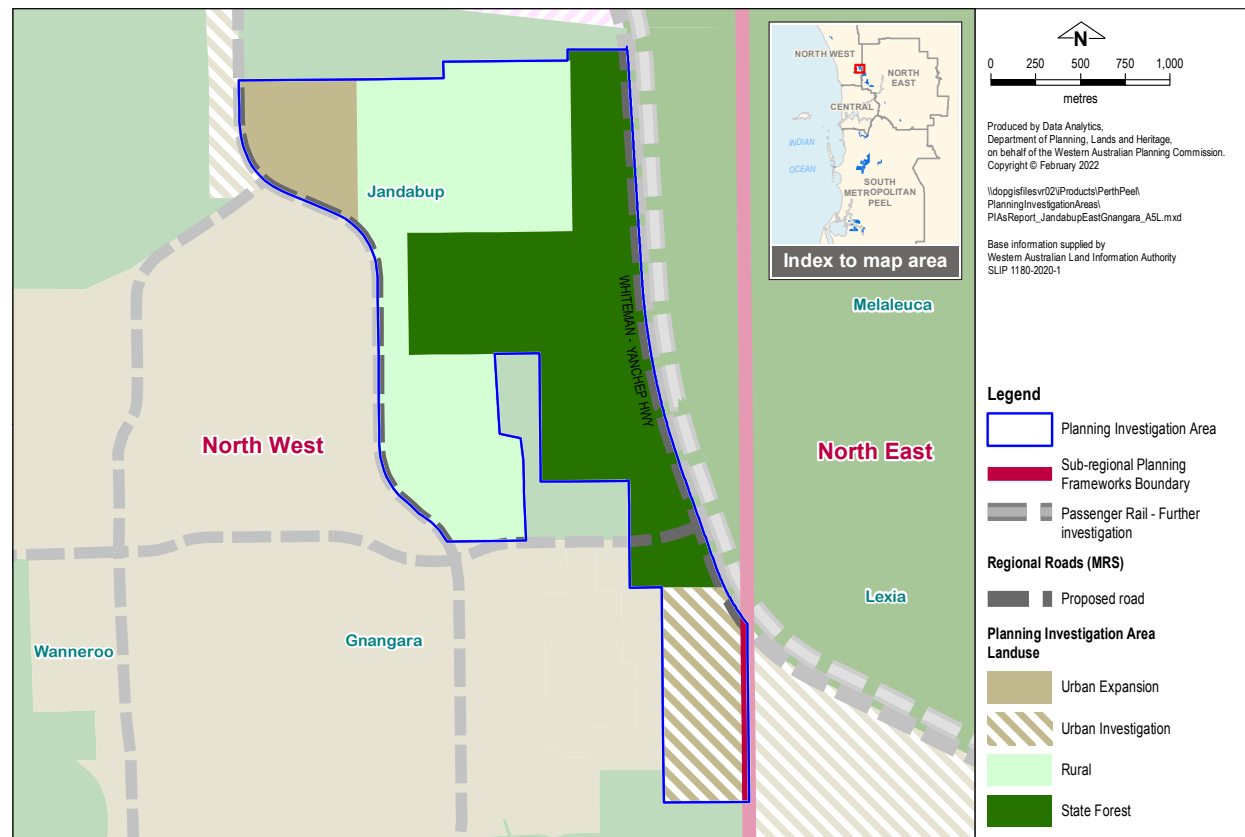 Jandabup
WHITEMAN - YANCHEP HWY
Melaleuca
North West
North East
Lexia
Gnangara
Wanneroo
NORTH WEST
NORTH
EAST
CENTRAL
INDIAN
OCEAN
SOUTH
METROPOLITAN
PEEL
Index to map area
N
0 250 500 750 1,000
metres
Produced by Data Analytics,
Department of Planning, Lands and Heritage,
on behalf of the Western Australian Planning Commission.
Copyright © February 2022
\\dopgisfilesvr02\iProducts\PerthPeel\
PlanningInvestigationAreas\
PIAsReport_JandabupEastGnangara_A5L.mxd
Base information supplied by
Western Australian Land Information Authority
SLIP 1180-2020-1
Legend
Planning Investigation Area
Sub-regional Planning
Frameworks Boundary
Passenger Rail - Further
investigation
Regional Roads (MRS)
Proposed road
Planning Investigation Area
Landuse
Urban Expansion
Urban Investigation
Rural
State Forest